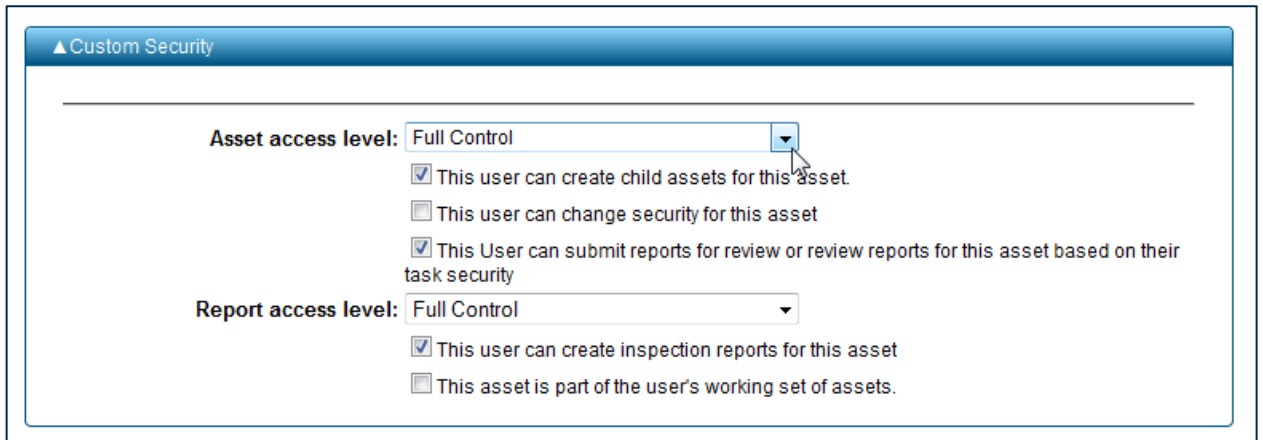 ▲Custom Security
Asset access level: Full Control
This user can create child assets for this asset.
This user can change security for this asset
This User can submit reports for review or review reports for this asset based on their
task security
Report access level: Full Control
This user can create inspection reports for this asset
This asset is part of the user's working set of assets.